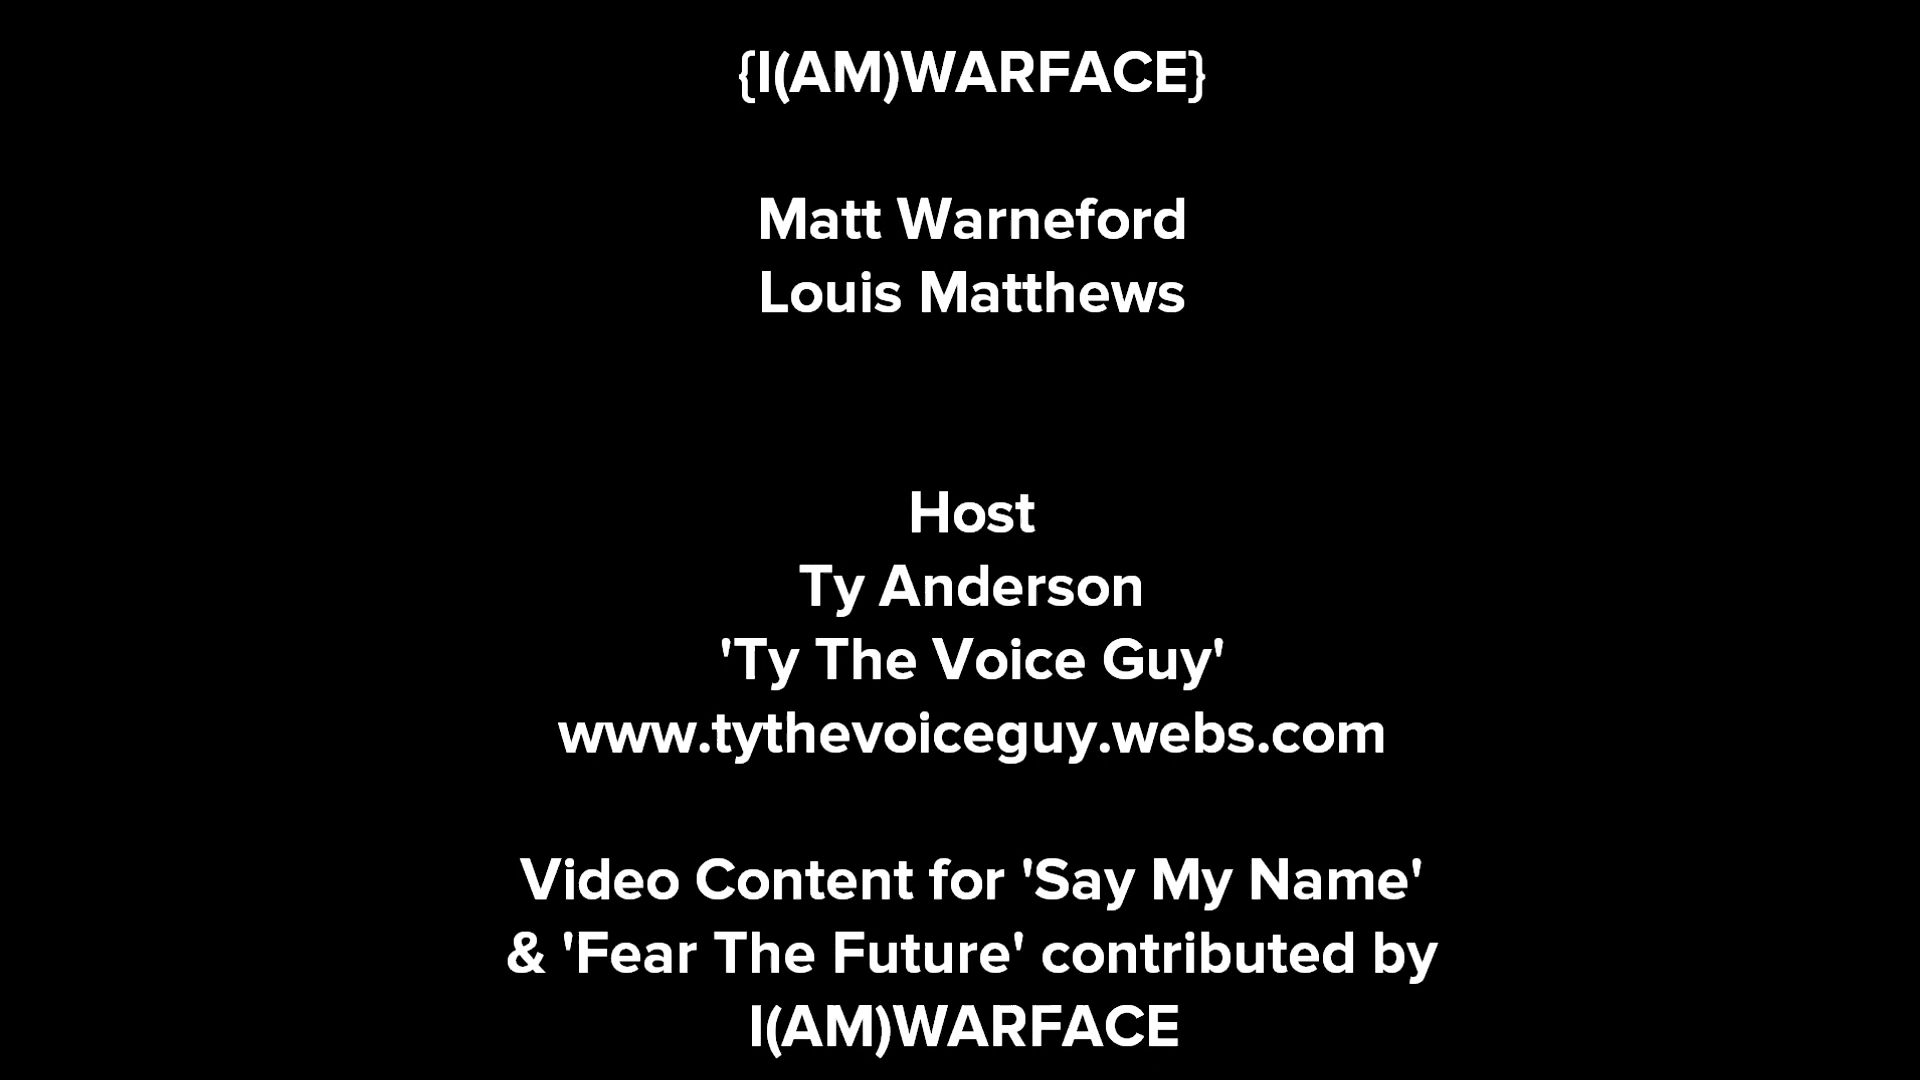 {I(AM)WARFACE}
Matt Warneford
Louis Matthews
Host
Ty Anderson
'Ty The Voice Guy'
www.tythevoiceguy.webs.com
Video Content for 'Say My Name'
& 'Fear The Future' contributed by
I(AM)WARFACE